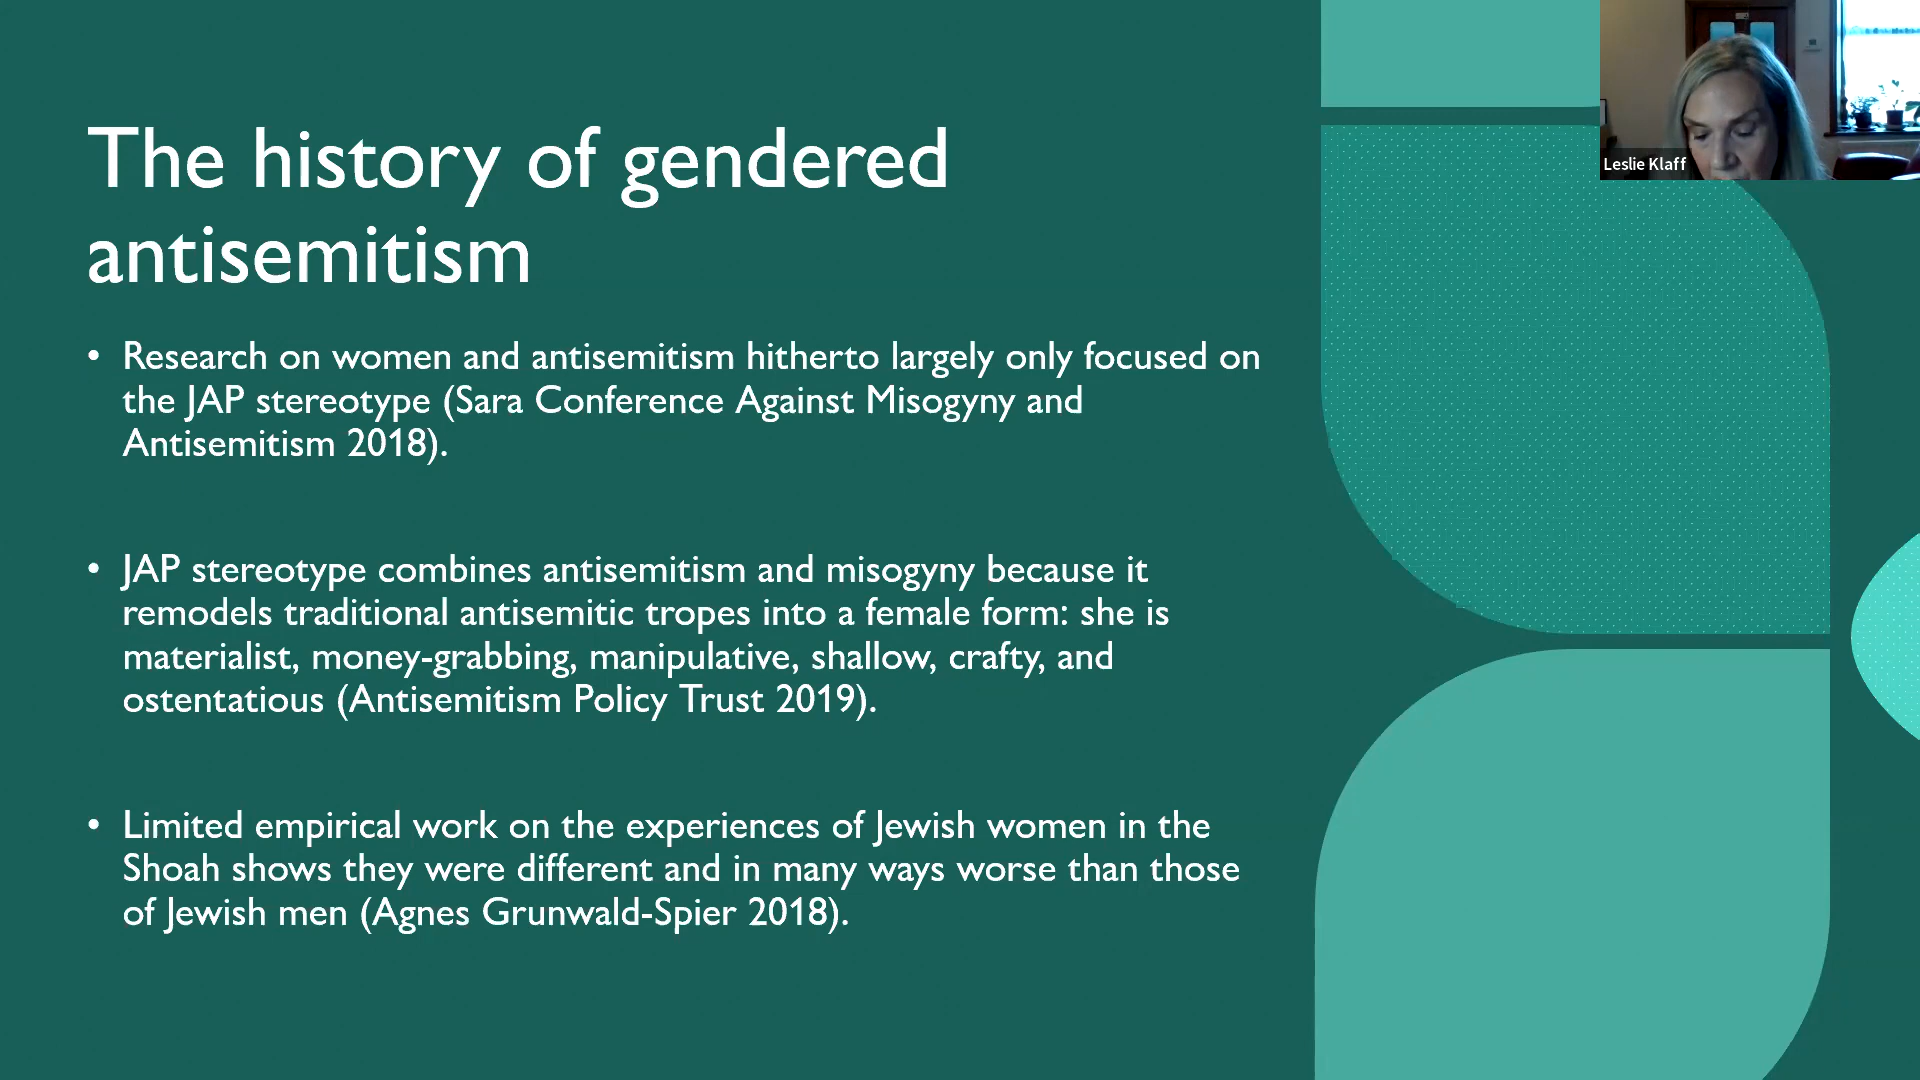 The history of gendered
antisemitism
• Research on women and antisemitism hitherto largely only focused on
the JAP stereotype (Sara Conference Against Misogyny and
Antisemitism 2018).
• JAP stereotype combines antisemitism and misogyny because it
remodels traditional antisemitic tropes into a female form: she is
materialist, money-grabbing, manipulative, shallow, crafty, and
ostentatious (Antisemitism Policy Trust 2019).
• Limited empirical work on the experiences of Jewish women in the
Shoah shows they were different and in many ways worse than those
of Jewish men (Agnes Grunwald-Spier 2018).
Leslie Klaff